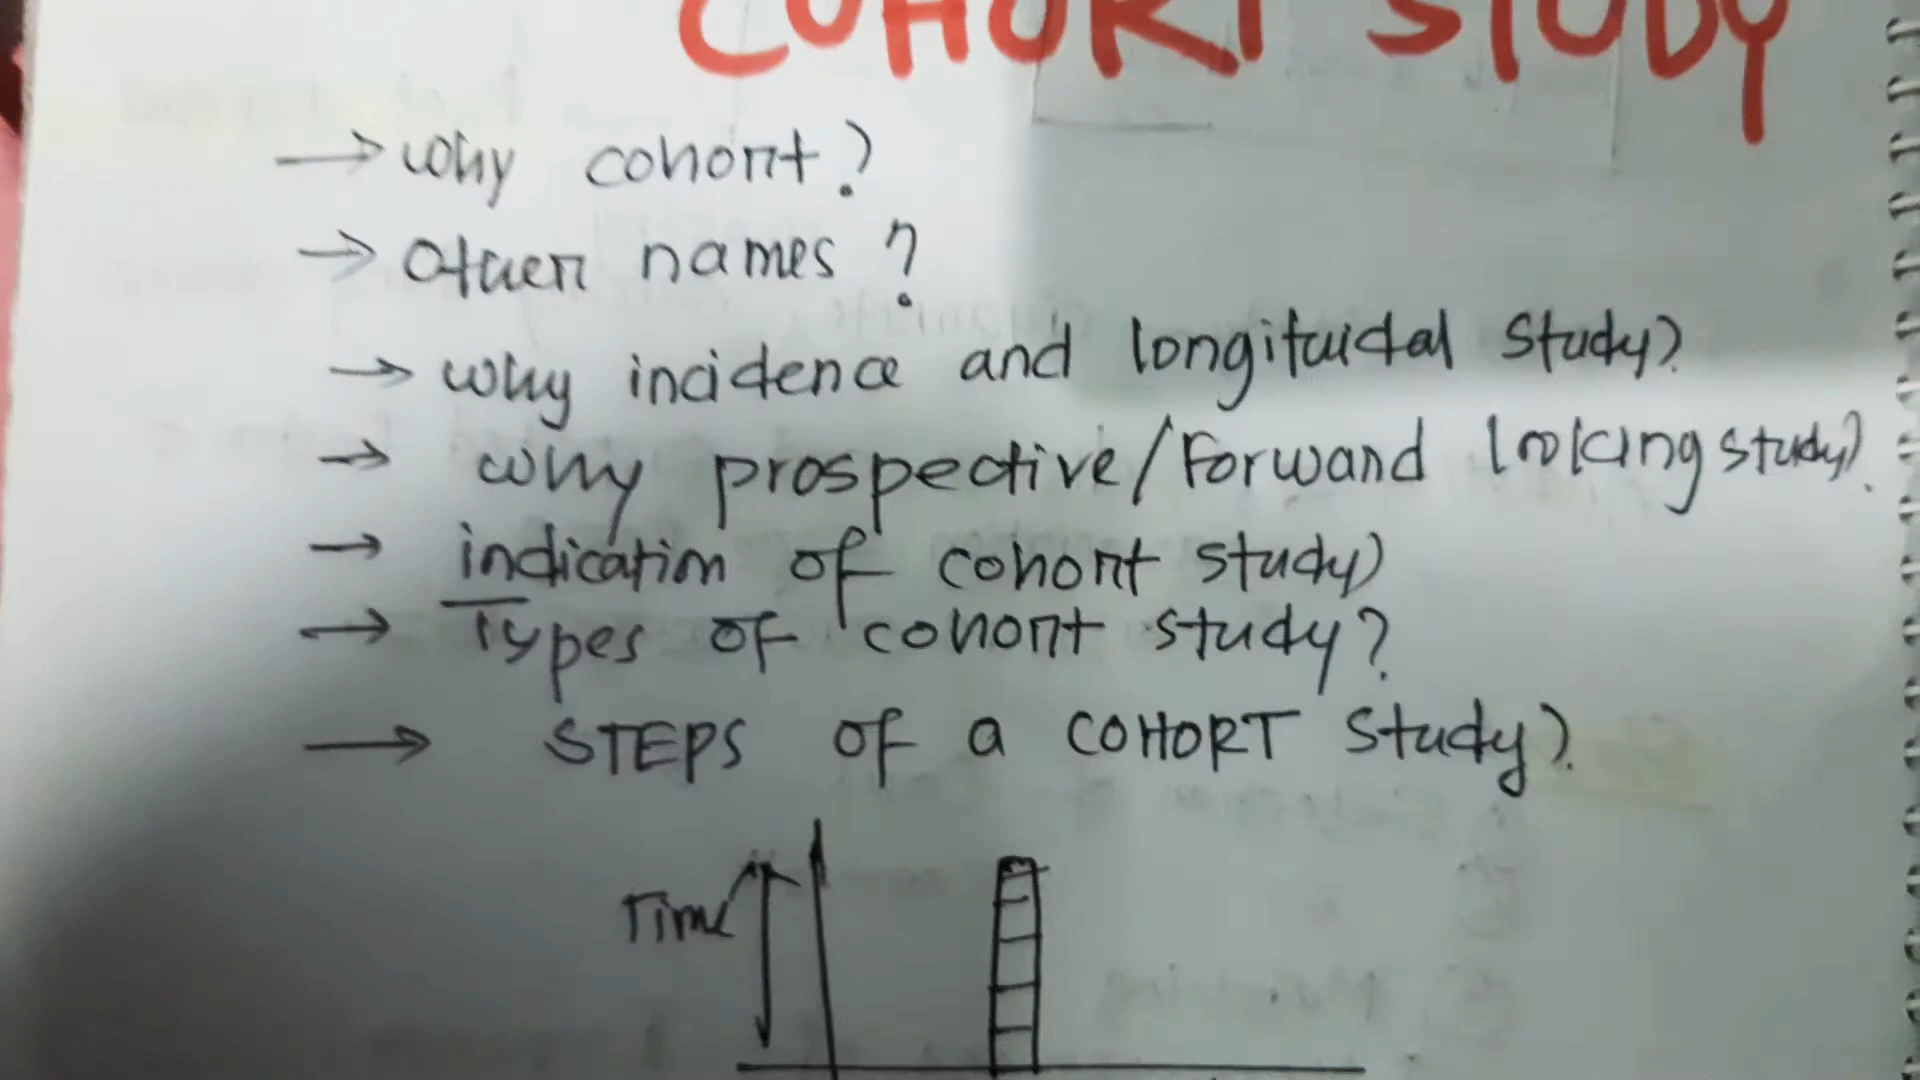 COHORT STUDY
→ why cohort?
→ Other names?
→ why incidence and longituidal study?
→ why prospective/Forward looking study?
→ indication of cohort study?
→ Types of cohort study?
→ STEPS of a COHORT study?
Time